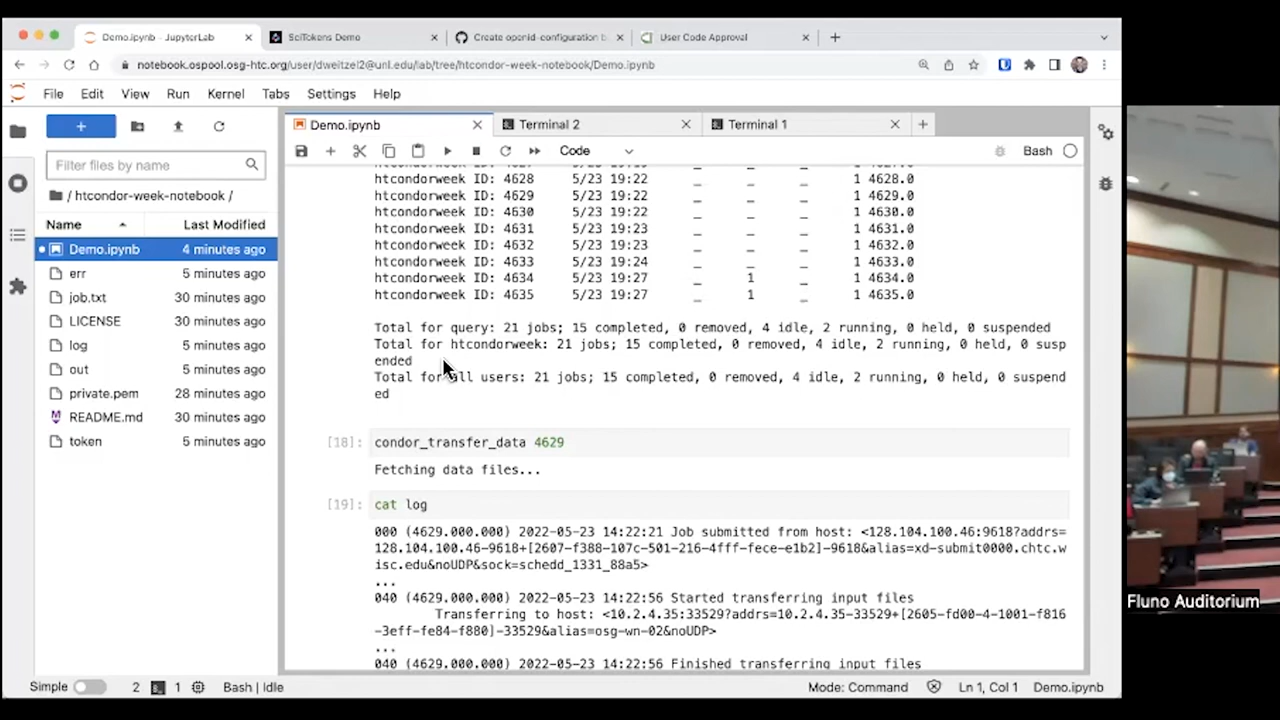 Demo.ipynb - JupyterLab
SciTokens Demo
Create openid-configuration b
User Code Approval
notebook.ospool.osg-htc.org/user/dweitzel2@unl.edu/lab/tree/htcondor-week-notebook/Demo.ipynb
File Edit View Run Kernel Tabs Settings Help
Demo.ipynb
Terminal 2
Terminal 1
Code
Bash
Filter files by name
/ htcondor-week-notebook /
Name Last Modified
Demo.ipynb 4 minutes ago
err 5 minutes ago
job.txt 30 minutes ago
LICENSE 30 minutes ago
log 5 minutes ago
out 5 minutes ago
private.pem 28 minutes ago
README.md 30 minutes ago
token 5 minutes ago
htcondorweek ID: 4628 5/23 19:22 _ _ _ 1 4628.0
htcondorweek ID: 4629 5/23 19:22 _ _ _ 1 4629.0
htcondorweek ID: 4630 5/23 19:22 _ _ _ 1 4630.0
htcondorweek ID: 4631 5/23 19:23 _ _ _ 1 4631.0
htcondorweek ID: 4632 5/23 19:23 _ _ _ 1 4632.0
htcondorweek ID: 4633 5/23 19:24 _ _ _ 1 4633.0
htcondorweek ID: 4634 5/23 19:27 _ 1 _ 1 4634.0
htcondorweek ID: 4635 5/23 19:27 _ 1 _ 1 4635.0
Total for query: 21 jobs; 15 completed, 0 removed, 4 idle, 2 running, 0 held, 0 suspended
Total for htcondorweek: 21 jobs; 15 completed, 0 removed, 4 idle, 2 running, 0 held, 0 susp
ended
Total for all users: 21 jobs; 15 completed, 0 removed, 4 idle, 2 running, 0 held, 0 suspend
ed
[18]: condor_transfer_data 4629
Fetching data files...
[19]: cat log
000 (4629.000.000) 2022-05-23 14:22:21 Job submitted from host: <128.104.100.46:9618?addrs=
128.104.100.46-9618+[2607-f388-107c-501-216-4fff-fece-e1b2]-9618&alias=xd-submit0000.chtc.w
isc.edu&noUDP&sock=schedd_1331_88a5>
...
040 (4629.000.000) 2022-05-23 14:22:56 Started transferring input files
Transferring to host: <10.2.4.35:33529?addrs=10.2.4.35-33529+[2605-fd00-4-1001-f816
-3eff-fe84-f880]-33529&alias=osg-wn-02&noUDP>
...
040 (4629.000.000) 2022-05-23 14:22:56 Finished transferring input files
Simple 2 1 Bash | Idle Mode: Command Ln 1, Col 1 Demo.ipynb
Fluno Auditorium